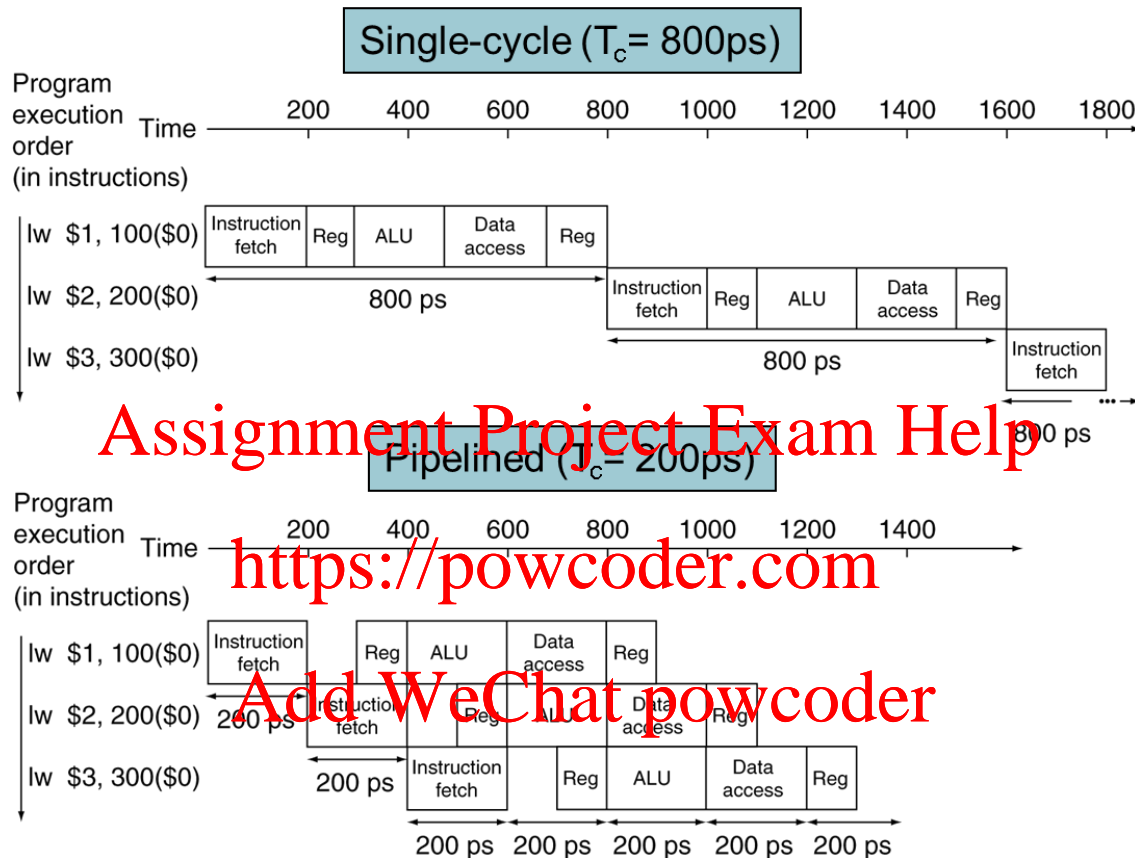 Single-cycle (Tc= 800ps)
Program
execution
order
(in instructions)
Time
200 400 600 800 1000 1200 1400 1600 1800
lw $1, 100($0)
Instruction
fetch
Reg
ALU
Data
access
Reg
800 ps
lw $2, 200($0)
Instruction
fetch
Reg
ALU
Data
access
Reg
800 ps
lw $3, 300($0)
Instruction
fetch
800 ps
Assignment Project Exam Help
Pipelined (Tc= 200ps)
Program
execution
order
(in instructions)
Time
200 400 600 800 1000 1200 1400
https://powcoder.com
lw $1, 100($0)
Instruction
fetch
Reg
ALU
Data
access
Reg
200 ps
Add WeChat powcoder
lw $2, 200($0)
Instruction
fetch
Reg
ALU
Data
access
Reg
200 ps
lw $3, 300($0)
Instruction
fetch
Reg
ALU
Data
access
Reg
200 ps 200 ps 200 ps 200 ps 200 ps